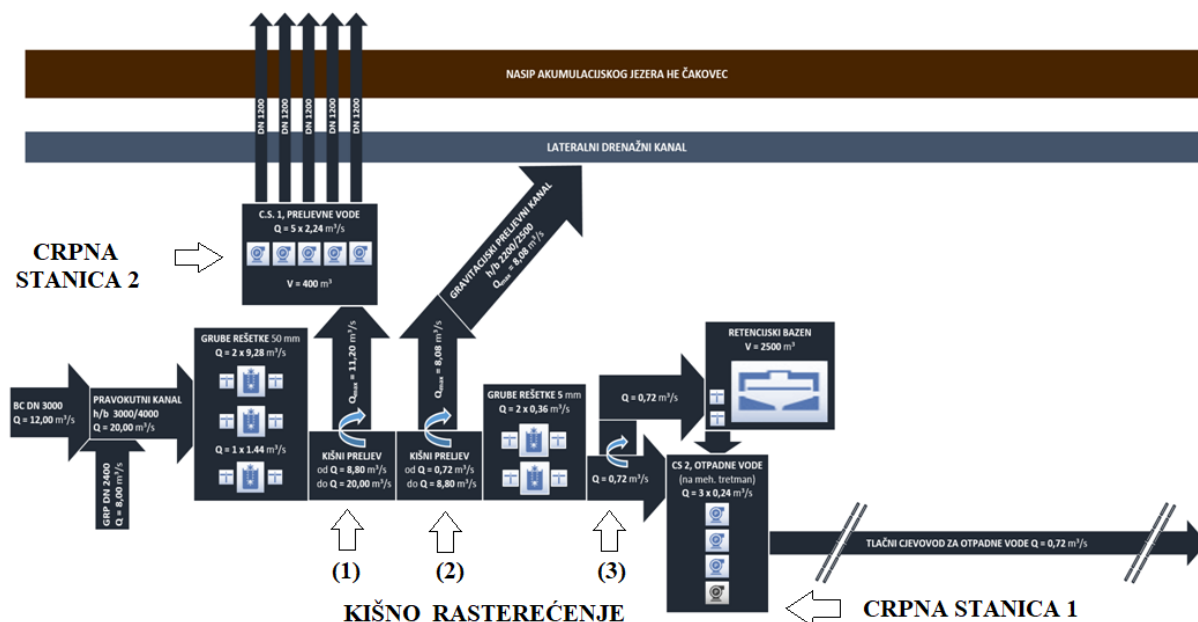 NASIP AKUMULACIJSKOG JEZERA HE ČAKOVEC
LATERALNI DRENAŽNI KANAL
DN 1200
DN 1200
DN 1200
DN 1200
DN 1200
C.S. 1, PRELJEVNE VODE
Q = 5 x 2,24 m³/s
V = 400 m³
CRPNA
STANICA 2
GRAVITACIJSKI PRELJEVNI KANAL
h/b 2200/2500
Qmax = 8,08 m³/s
GRUBE REŠETKE 50 mm
Q = 2 x 9,28 m³/s
Q = 1 x 1.44 m³/s
Qmax = 11,20 m³/s
Qmax = 8,08 m³/s
RETENCIJSKI BAZEN
V = 2500 m³
BC DN 3000
Q = 12,00 m³/s
PRAVOKUTNI KANAL
h/b 3000/4000
Q = 20,00 m³/s
GRP DN 2400
Q = 8,00 m³/s
KIŠNI PRELJEV
od Q = 8,80 m³/s
do Q = 20,00 m³/s
KIŠNI PRELJEV
od Q = 0,72 m³/s
do Q = 8,80 m³/s
GRUBE REŠETKE 5 mm
Q = 2 x 0,36 m³/s
Q = 0,72 m³/s
Q = 0,72 m³/s
CS 2, OTPADNE VODE
(na meh. tretman)
Q = 3 x 0,24 m³/s
TLAČNI CJEVOVOD ZA OTPADNE VODE Q = 0,72 m³/s
(1)
(2)
(3)
KIŠNO RASTEREĆENJE
CRPNA STANICA 1